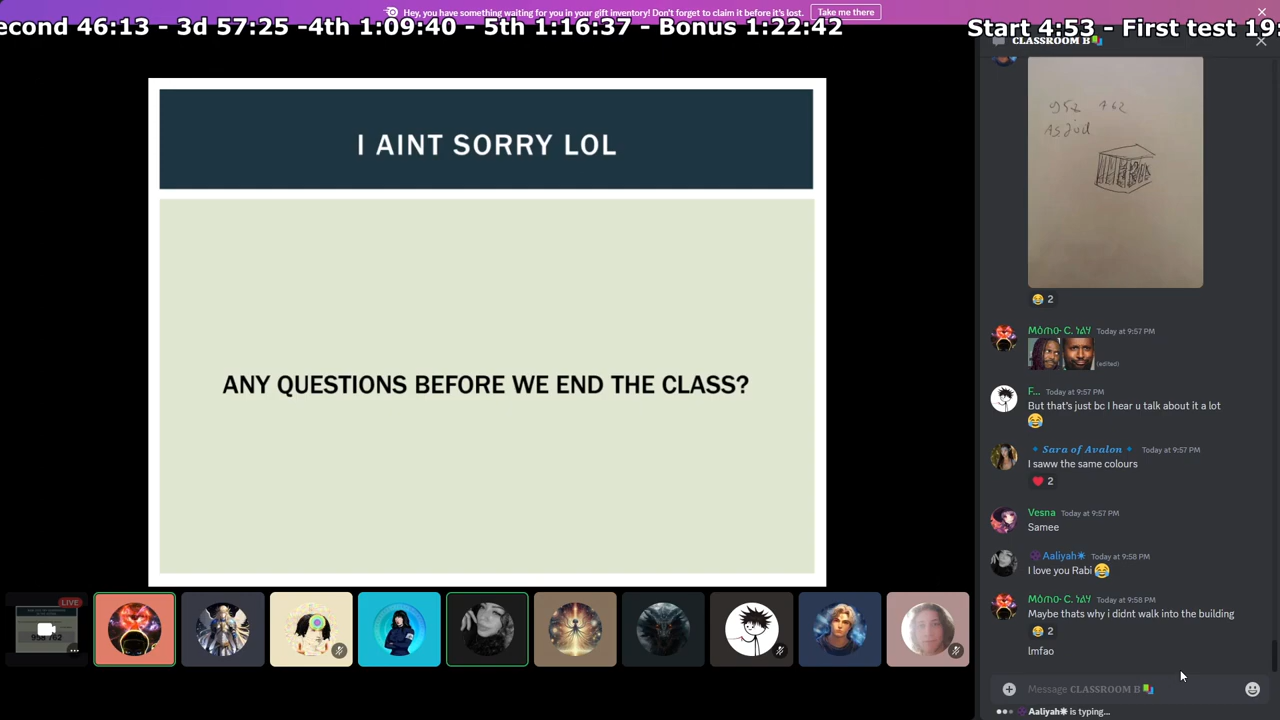 Hey, you have something waiting for you in your gift inventory! Don't forget to claim it before it's lost. Take me there
econd 46:13 - 3d 57:25 -4th 1:09:40 - 5th 1:16:37 - Bonus 1:22:42
Start 4:53 - First test 19:
I AINT SORRY LOL
ANY QUESTIONS BEFORE WE END THE CLASS?
LIVE
CLASSROOM B
2
Today at 9:57 PM
(edited)
F... Today at 9:57 PM
But that's just bc I hear u talk about it a lot
😂
Sara of Avalon Today at 9:57 PM
I saww the same colours
❤️ 2
Vesna Today at 9:57 PM
Samee
Aaliyah Today at 9:58 PM
I love you Rabi 😂
Today at 9:58 PM
Maybe thats why i didnt walk into the building
😂 2
lmfao
Message CLASSROOM B
Aaliyah is typing...